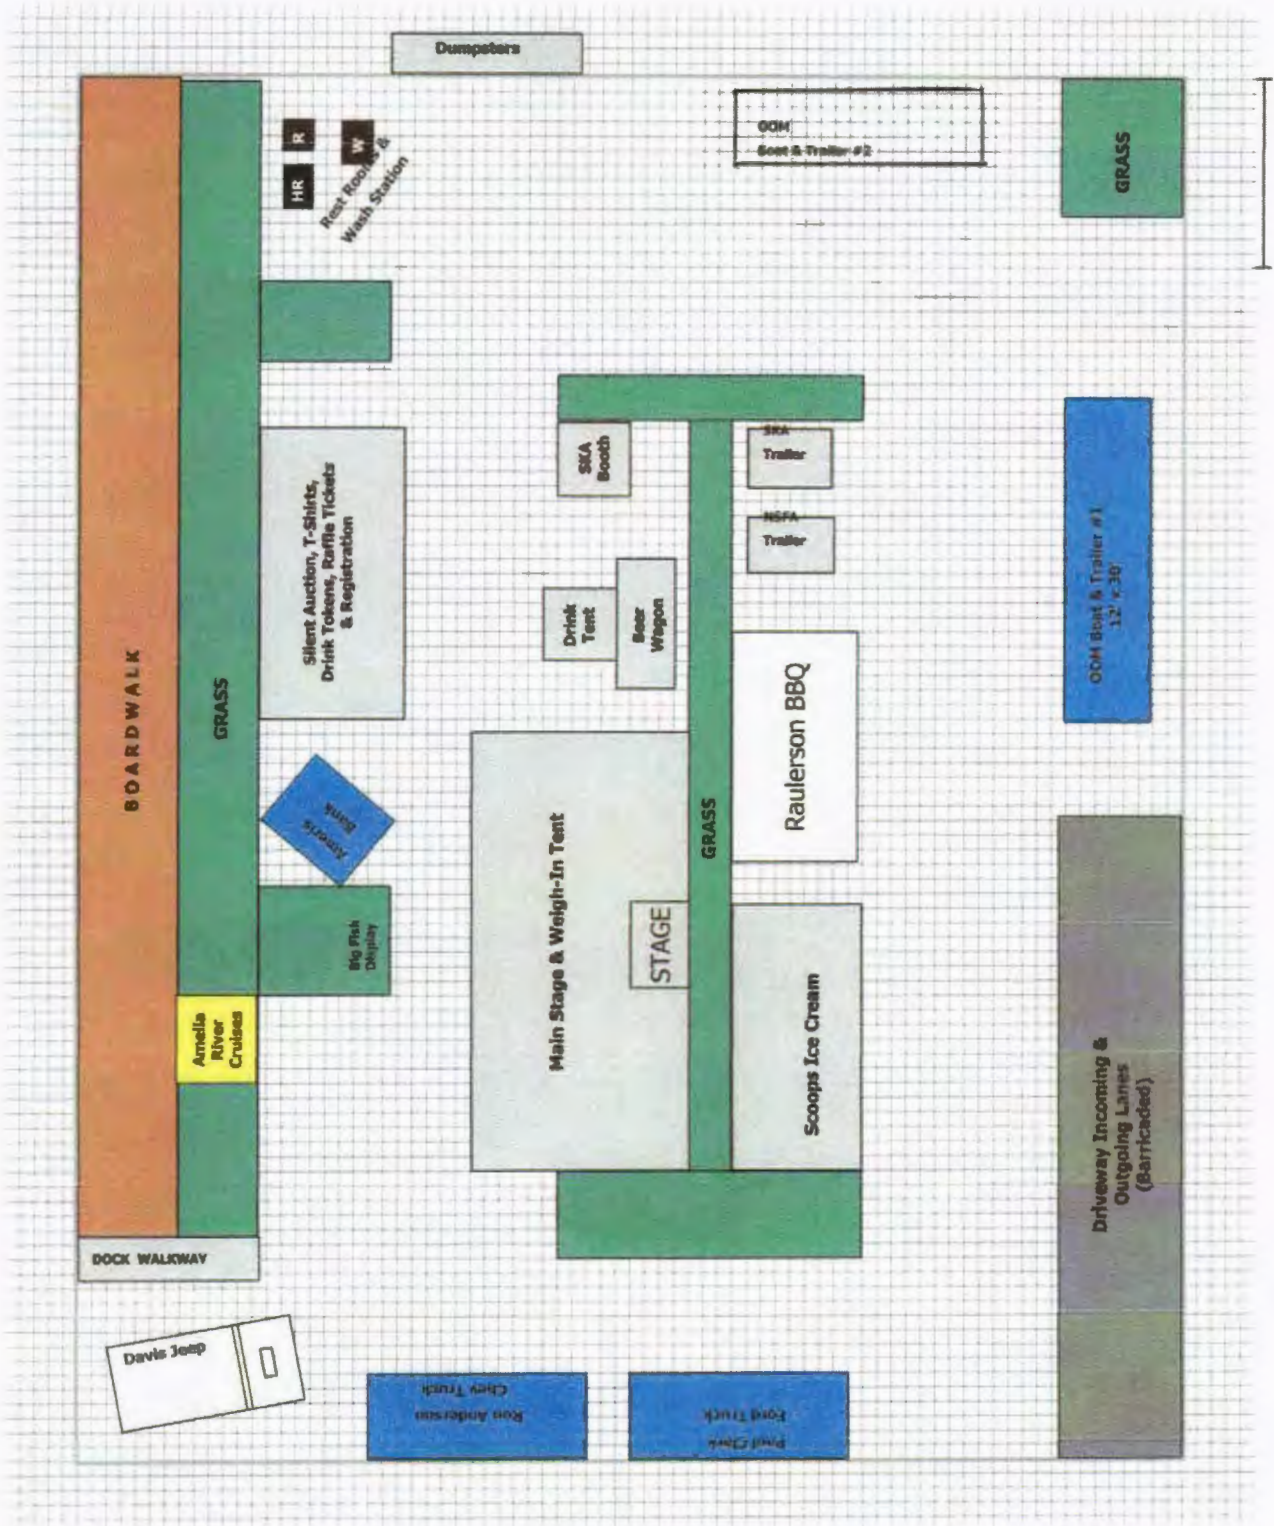 Dumpsters
OOM
Boat & Trailer #2
GRASS
R
W
HR
Rest Rooms &
Wash Station
SKA
Booth
SKA
Trailer
NSFA
Trailer
Silent Auction, T-Shirts,
Drink Tokens, Raffle Tickets
& Registration
Drink
Tent
Beer
Wagon
OOM Boat & Trailer #1
12' x 30'
BOARDWALK
GRASS
Raulerson BBQ
GRASS
Ameris
Bank
Main Stage & Weigh-In Tent
STAGE
Big Fish
Display
Scoops Ice Cream
Amelia
River
Cruises
Driveway Incoming &
Outgoing Lanes
(Barricaded)
DOCK WALKWAY
Davis Jeep
Ron Anderson
Chev Truck
Paul Clark
Ford Truck